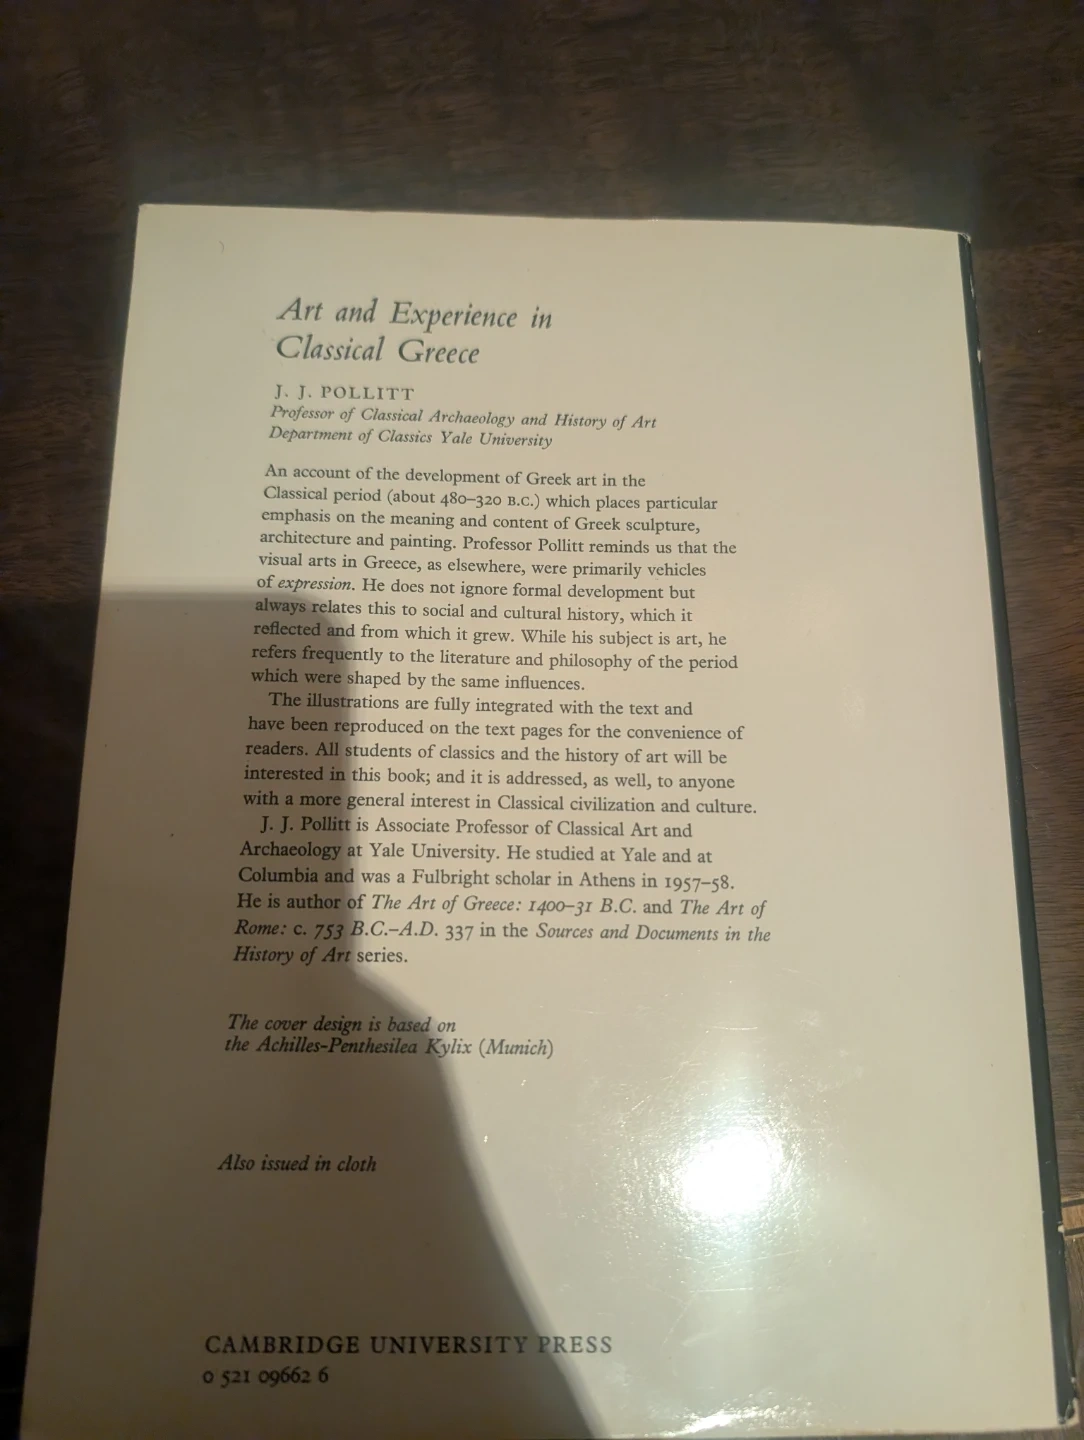 Art and Experience in
Classical Greece
J. J. POLLITT
Professor of Classical Archaeology and History of Art
Department of Classics Yale University
An account of the development of Greek art in the
Classical period (about 480–320 B.C.) which places particular
emphasis on the meaning and content of Greek sculpture,
architecture and painting. Professor Pollitt reminds us that the
visual arts in Greece, as elsewhere, were primarily vehicles
of expression. He does not ignore formal development but
always relates this to social and cultural history, which it
reflected and from which it grew. While his subject is art, he
refers frequently to the literature and philosophy of the period
which were shaped by the same influences.
The illustrations are fully integrated with the text and
have been reproduced on the text pages for the convenience of
readers. All students of classics and the history of art will be
interested in this book; and it is addressed, as well, to anyone
with a more general interest in Classical civilization and culture.
J. J. Pollitt is Associate Professor of Classical Art and
Archaeology at Yale University. He studied at Yale and at
Columbia and was a Fulbright scholar in Athens in 1957–58.
He is author of The Art of Greece: 1400–31 B.C. and The Art of
Rome: c. 753 B.C.–A.D. 337 in the Sources and Documents in the
History of Art series.
The cover design is based on
the Achilles-Penthesilea Kylix (Munich)
Also issued in cloth
CAMBRIDGE UNIVERSITY PRESS
0 521 09662 6